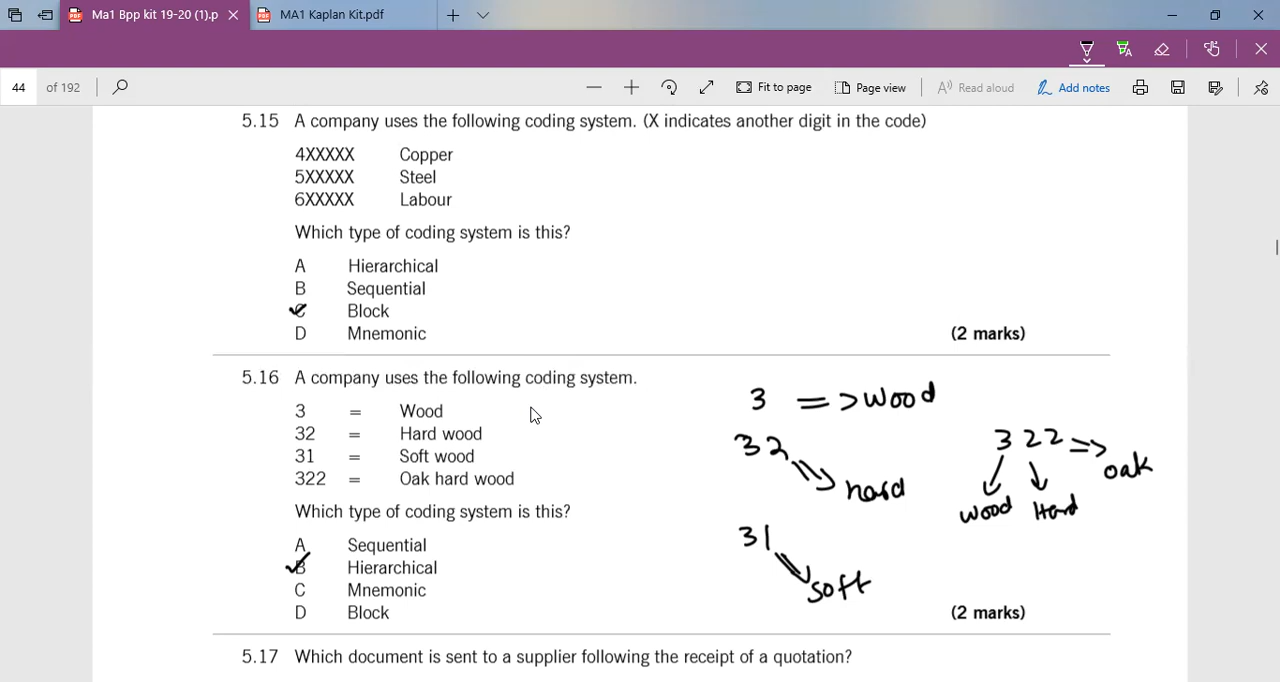 Ma1 Bpp kit 19-20 (1).p
MA1 Kaplan Kit.pdf
44 of 192
Fit to page
Page view
Read aloud
Add notes
5.15 A company uses the following coding system. (X indicates another digit in the code)
4XXXXX Copper
5XXXXX Steel
6XXXXX Labour
Which type of coding system is this?
A Hierarchical
B Sequential
C Block
D Mnemonic
(2 marks)
5.16 A company uses the following coding system.
3 = Wood
32 = Hard wood
31 = Soft wood
322 = Oak hard wood
Which type of coding system is this?
A Sequential
B Hierarchical
C Mnemonic
D Block
(2 marks)
3 => wood
32
hard
31
soft
322 =>
oak
wood Hard
5.17 Which document is sent to a supplier following the receipt of a quotation?